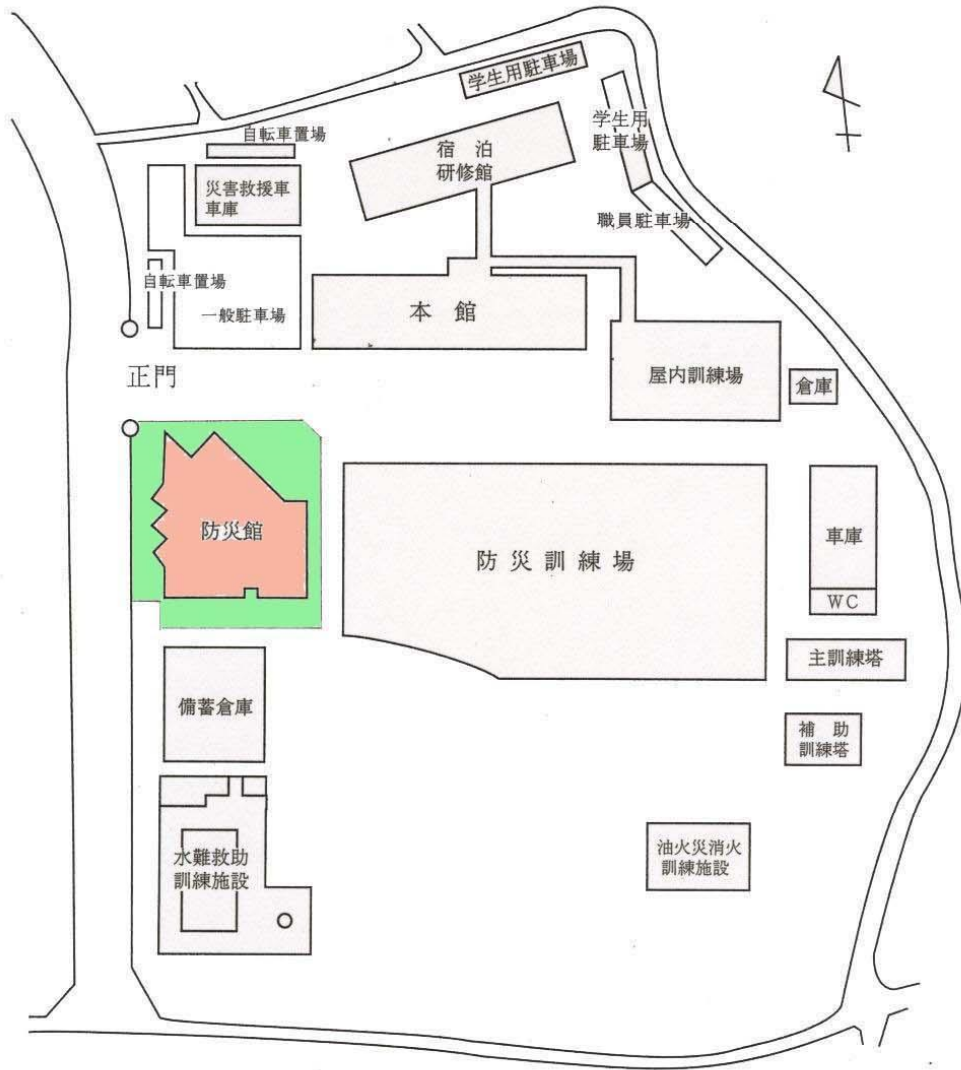 学生用駐車場
自転車置場
学生用
駐車場
宿 泊
研修館
災害救援車
車庫
職員駐車場
自転車置場
一般駐車場
本 館
正門
屋内訓練場
倉庫
防災館
防 災 訓 練 場
車庫
WC
主訓練塔
備蓄倉庫
補 助
訓練塔
水難救助
訓練施設
油火災消火
訓練施設